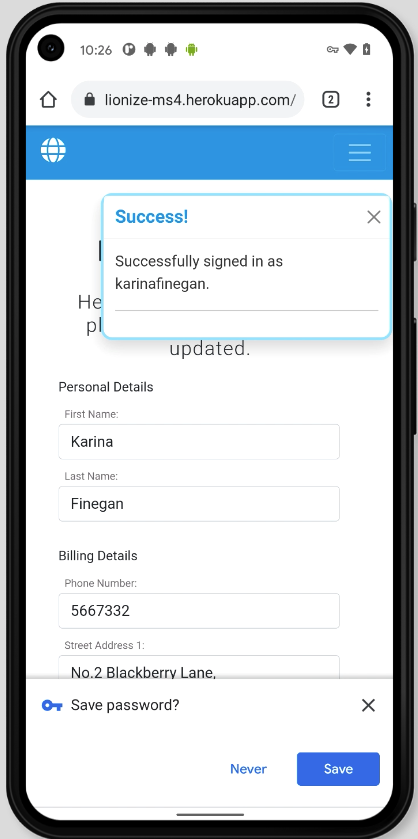 10:26
lionize-ms4.herokuapp.com/
2
Success!
Successfully signed in as
karinafinegan.
He
pl
updated.
Personal Details
First Name:
Karina
Last Name:
Finegan
Billing Details
Phone Number:
5667332
Street Address 1:
No.2 Blackberry Lane,
Save password?
Never
Save